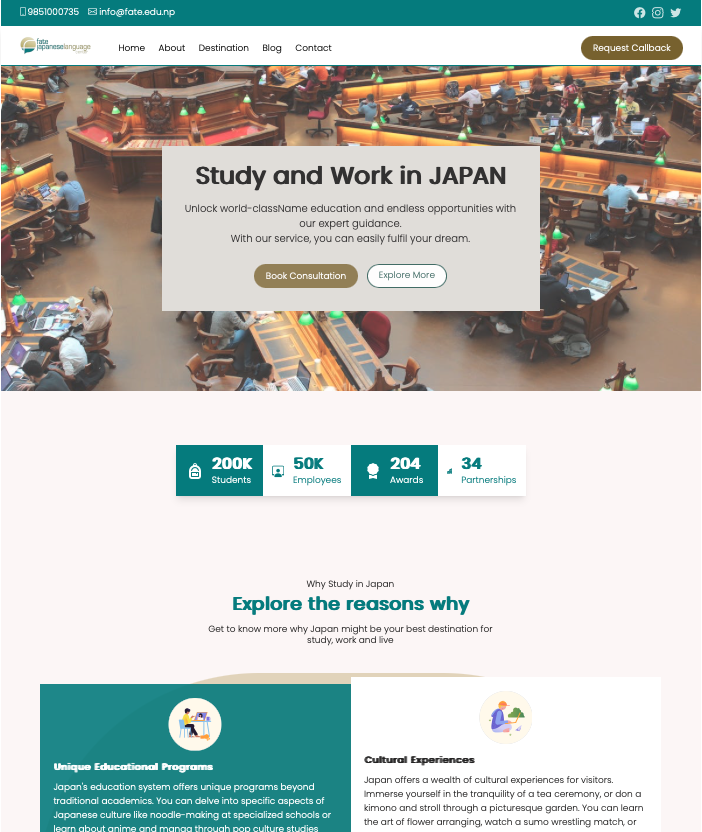 9851000735 info@fate.edu.np
fate
japaneselanguage
Home About Destination Blog Contact
Request Callback
Study and Work in JAPAN
Unlock world-className education and endless opportunities with
our expert guidance.
With our service, you can easily fulfil your dream.
Book Consultation Explore More
200K
Students
50K
Employees
204
Awards
34
Partnerships
Why Study in Japan
Explore the reasons why
Get to know more why Japan might be your best destination for
study, work and live
Unique Educational Programs
Japan's education system offers unique programs beyond
traditional academics. You can delve into specific aspects of
Japanese culture like noodle-making at specialized schools or
learn about anime and manga through pop culture studies
Cultural Experiences
Japan offers a wealth of cultural experiences for visitors.
Immerse yourself in the tranquility of a tea ceremony, or don a
kimono and stroll through a picturesque garden. You can learn
the art of flower arranging, watch a sumo wrestling match, or